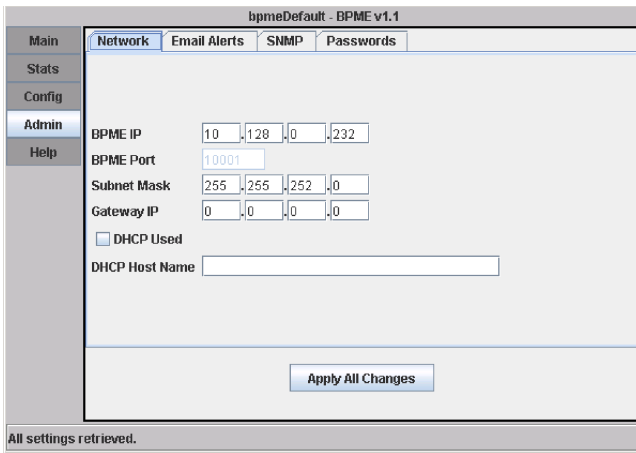 bpmeDefault - BPME v1.1
Main
Stats
Config
Admin
Help
Network Email Alerts SNMP Passwords
BPME IP 10 .128 .0 .232
BPME Port 10001
Subnet Mask 255 .255 .252 .0
Gateway IP 0 .0 .0 .0
DHCP Used
DHCP Host Name
Apply All Changes
All settings retrieved.